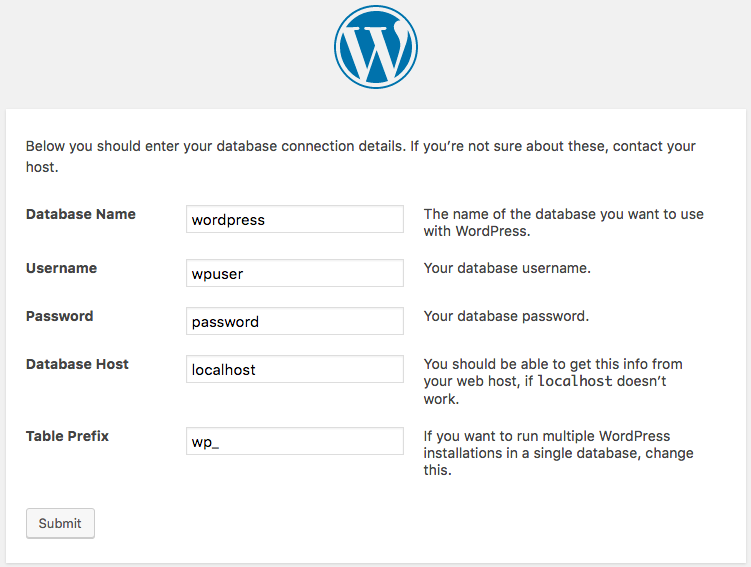 Below you should enter your database connection details. If you’re not sure about these, contact your
host.
Database Name
wordpress
The name of the database you want to use
with WordPress.
Username
wpuser
Your database username.
Password
password
Your database password.
Database Host
localhost
You should be able to get this info from
your web host, if localhost doesn’t
work.
Table Prefix
wp_
If you want to run multiple WordPress
installations in a single database, change
this.
Submit